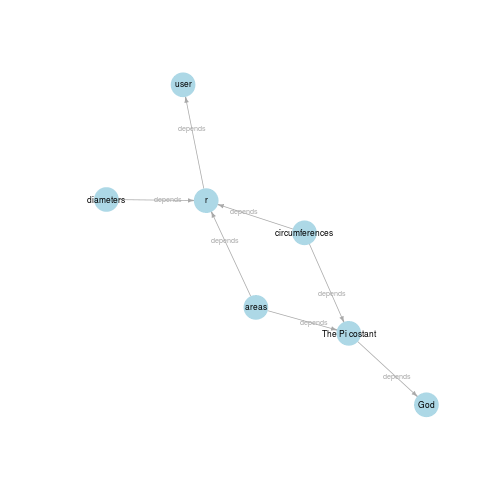 user
depends
diameters
depends
r
depends
circumferences
depends
depends
areas
depends
The Pi costant
depends
God